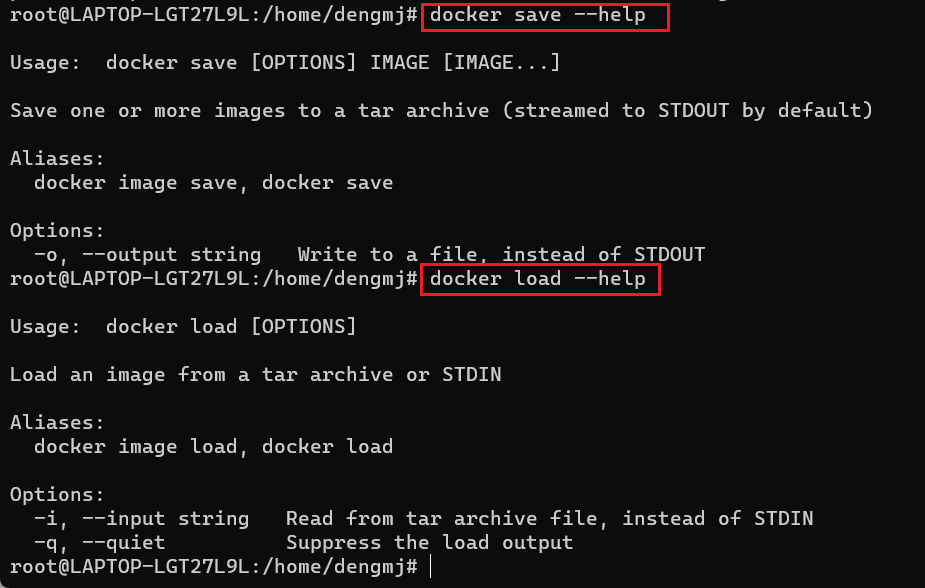 root@LAPTOP-LGT27L9L:/home/dengmj# docker save --help
Usage:  docker save [OPTIONS] IMAGE [IMAGE...]
Save one or more images to a tar archive (streamed to STDOUT by default)
Aliases:
  docker image save, docker save
Options:
  -o, --output string   Write to a file, instead of STDOUT
root@LAPTOP-LGT27L9L:/home/dengmj# docker load --help
Usage:  docker load [OPTIONS]
Load an image from a tar archive or STDIN
Aliases:
  docker image load, docker load
Options:
  -i, --input string   Read from tar archive file, instead of STDIN
  -q, --quiet          Suppress the load output
root@LAPTOP-LGT27L9L:/home/dengmj#